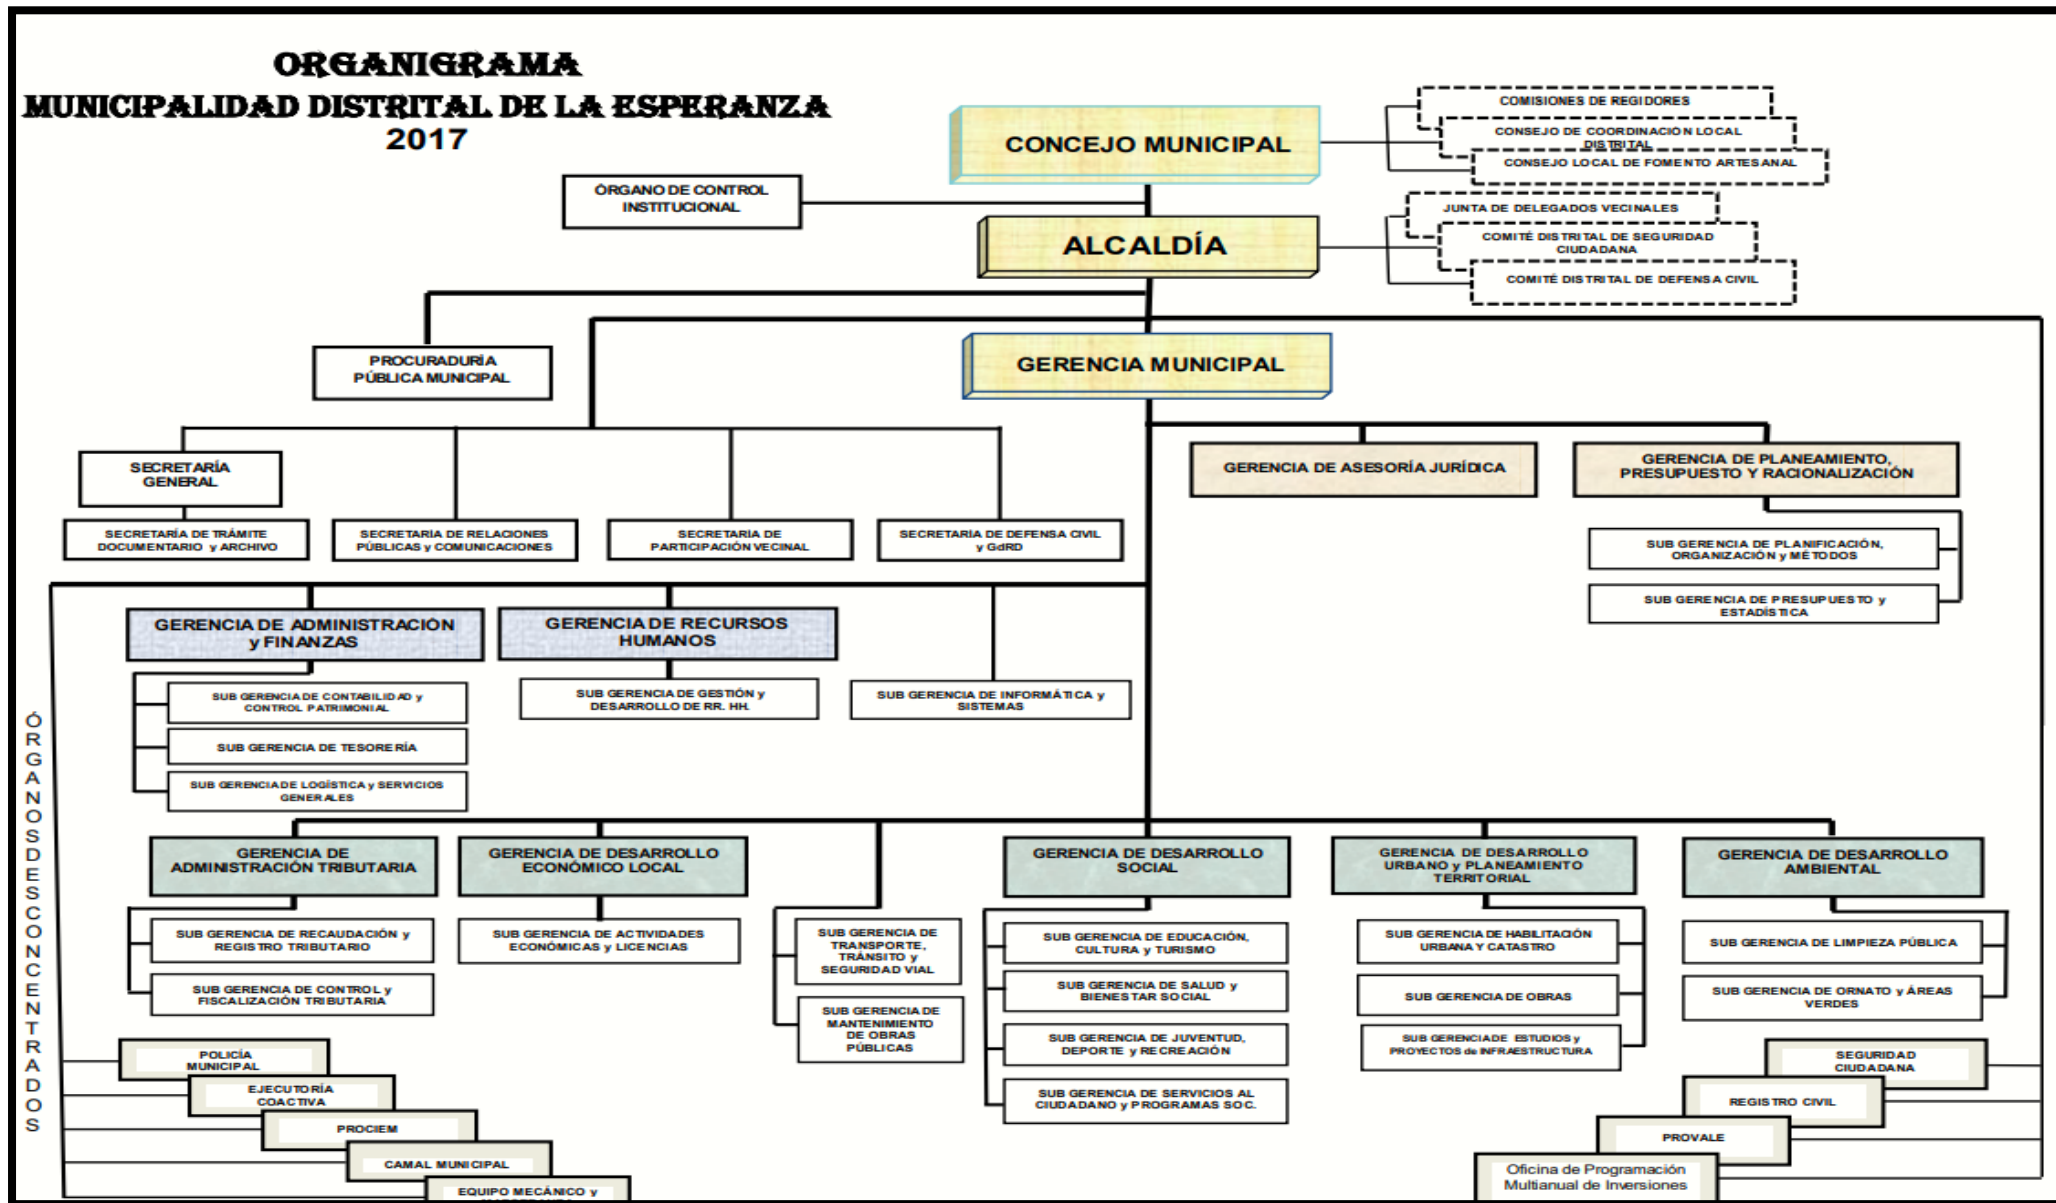 ORGANIGRAMA
MUNICIPALIDAD DISTRITAL DE LA ESPERANZA
2017
CONCEJO MUNICIPAL
COMISIONES DE REGIDORES
CONSEJO DE COORDINACIÓN LOCAL
DISTRITAL
CONSEJO LOCAL DE FOMENTO ARTESANAL
ÓRGANO DE CONTROL
INSTITUCIONAL
ALCALDÍA
JUNTA DE DELEGADOS VECINALES
COMITÉ DISTRITAL DE SEGURIDAD
CIUDADANA
COMITÉ DISTRITAL DE DEFENSA CIVIL
PROCURADURÍA
PÚBLICA MUNICIPAL
GERENCIA MUNICIPAL
SECRETARÍA
GENERAL
GERENCIA DE ASESORÍA JURÍDICA
GERENCIA DE PLANEAMIENTO,
PRESUPUESTO Y RACIONALIZACIÓN
SECRETARÍA DE TRÁMITE
DOCUMENTARIO y ARCHIVO
SECRETARÍA DE RELACIONES
PÚBLICAS y COMUNICACIONES
SECRETARÍA DE
PARTICIPACIÓN VECINAL
SECRETARÍA DE DEFENSA CIVIL
y GdRD
SUB GERENCIA DE PLANIFICACIÓN,
ORGANIZACIÓN y MÉTODOS
SUB GERENCIA DE PRESUPUESTO y
ESTADÍSTICA
GERENCIA DE ADMINISTRACIÓN
y FINANZAS
GERENCIA DE RECURSOS
HUMANOS
SUB GERENCIA DE CONTABILIDAD y
CONTROL PATRIMONIAL
SUB GERENCIA DE TESORERÍA
SUB GERENCIA DE LOGÍSTICA y SERVICIOS
GENERALES
SUB GERENCIA DE GESTIÓN y
DESARROLLO DE RR. HH.
SUB GERENCIA DE INFORMÁTICA y
SISTEMAS
ÓRGANOS DESCONCENTRADOS
GERENCIA DE
ADMINISTRACIÓN TRIBUTARIA
GERENCIA DE DESARROLLO
ECONÓMICO LOCAL
GERENCIA DE DESARROLLO
SOCIAL
GERENCIA DE DESARROLLO
URBANO y PLANEAMIENTO
TERRITORIAL
GERENCIA DE DESARROLLO
AMBIENTAL
SUB GERENCIA DE RECAUDACIÓN y
REGISTRO TRIBUTARIO
SUB GERENCIA DE CONTROL y
FISCALIZACIÓN TRIBUTARIA
SUB GERENCIA DE ACTIVIDADES
ECONÓMICAS y LICENCIAS
SUB GERENCIA DE
TRANSPORTE,
TRÁNSITO y
SEGURIDAD VIAL
SUB GERENCIA DE
MANTENIMIENTO
DE OBRAS
PÚBLICAS
SUB GERENCIA DE EDUCACIÓN,
CULTURA y TURISMO
SUB GERENCIA DE SALUD y
BIENESTAR SOCIAL
SUB GERENCIA DE JUVENTUD,
DEPORTE y RECREACIÓN
SUB GERENCIA DE SERVICIOS AL
CIUDADANO y PROGRAMAS SOC.
SUB GERENCIA DE HABILITACIÓN
URBANA Y CATASTRO
SUB GERENCIA DE OBRAS
SUB GERENCIA DE ESTUDIOS y
PROYECTOS de INFRAESTRUCTURA
SUB GERENCIA DE LIMPIEZA PÚBLICA
SUB GERENCIA DE ORNATO y ÁREAS
VERDES
POLICÍA
MUNICIPAL
EJECUTORÍA
COACTIVA
PROCIEM
CAMAL MUNICIPAL
EQUIPO MECÁNICO y
SEGURIDAD
CIUDADANA
REGISTRO CIVIL
PROVALE
Oficina de Programación
Multianual de Inversiones